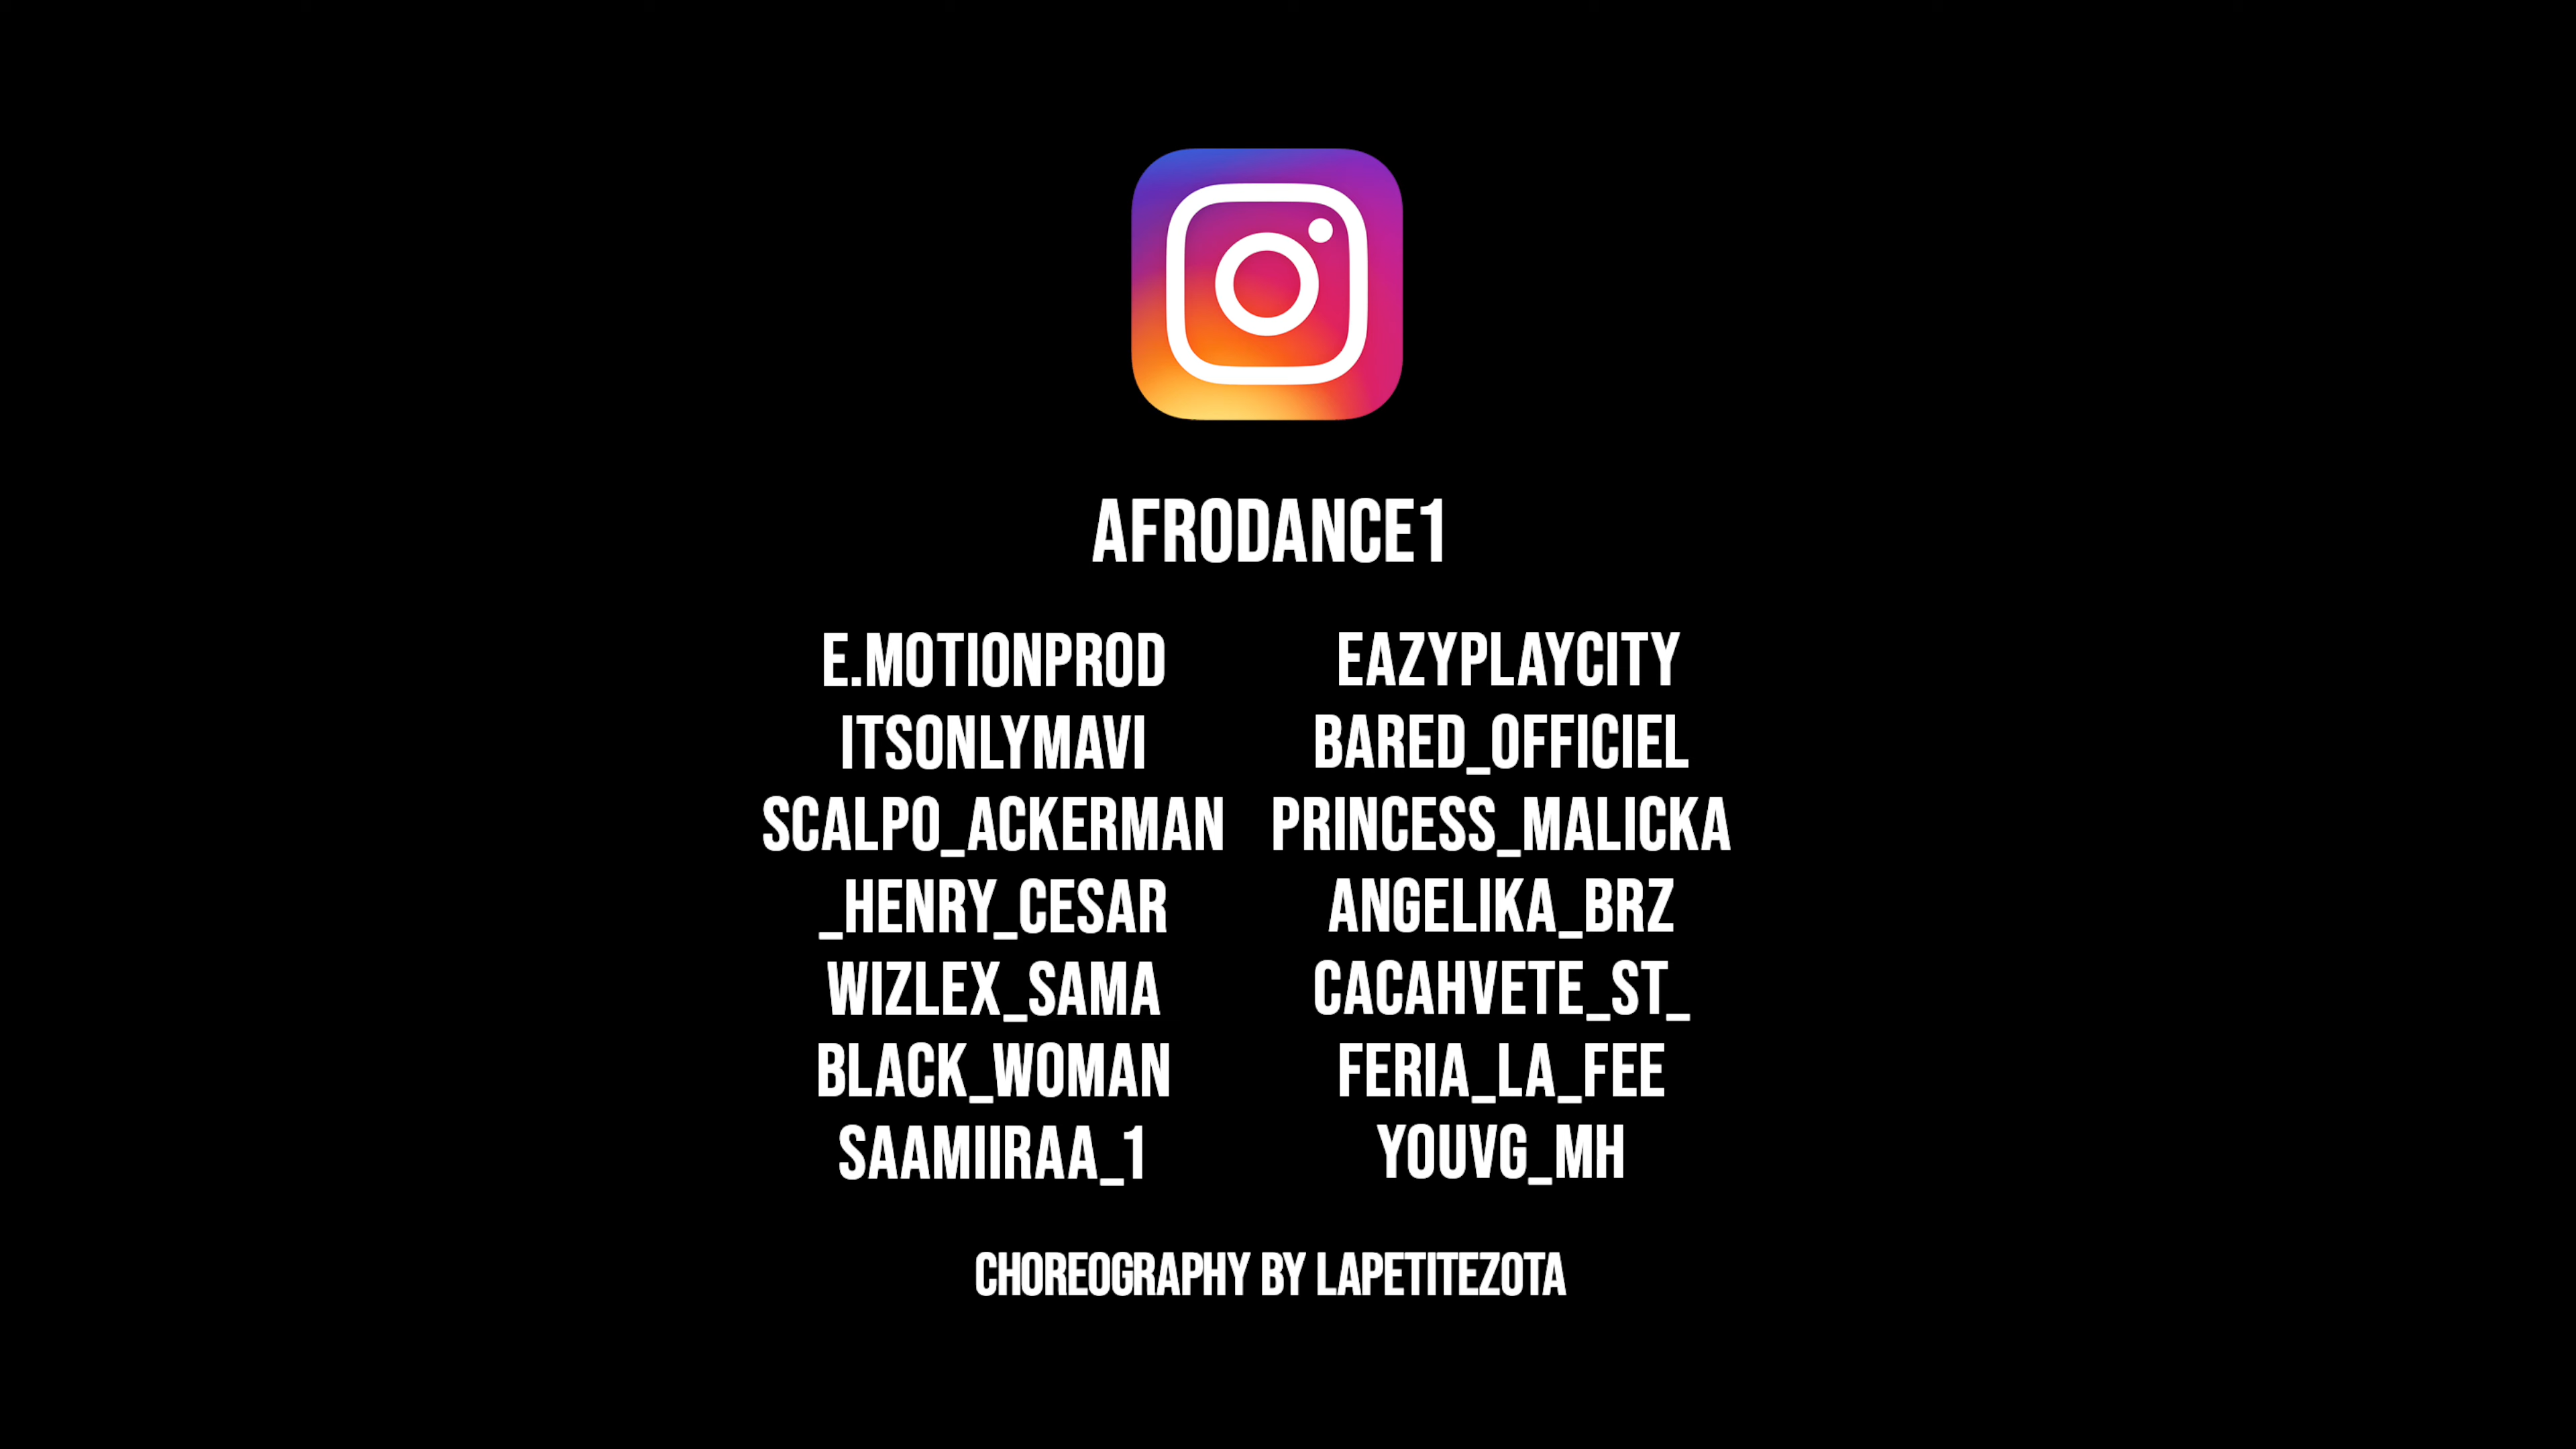 AFRODANCE1
E.MOTIONPROD
ITSONLYMAVI
SCALPO_ACKERMAN
_HENRY_CESAR
WIZLEX_SAMA
BLACK_WOMAN
SAAMIIRAA_1
EAZYPLAYCITY
BARED_OFFICIEL
PRINCESS_MALICKA
ANGELIKA_BRZ
CACAHVETE_ST_
FERIA_LA_FEE
YOUVG_MH
CHOREOGRAPHY BY LAPETITEZOTA